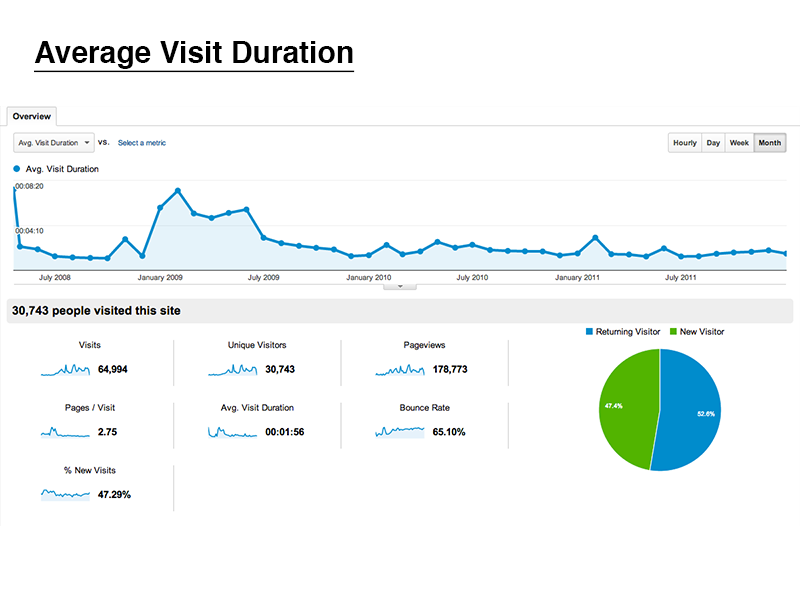 Average Visit Duration
Overview
Avg. Visit Duration vs. Select a metric
Hourly Day Week Month
Avg. Visit Duration
00:08:20
00:04:10
July 2008 January 2009 July 2009 January 2010 July 2010 January 2011 July 2011
30,743 people visited this site
Visits
64,994
Unique Visitors
30,743
Pageviews
178,773
Pages / Visit
2.75
Avg. Visit Duration
00:01:56
Bounce Rate
65.10%
% New Visits
47.29%
Returning Visitor New Visitor
47.4%
52.6%